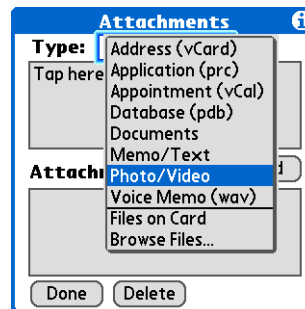 Attachments
Type:
Address (vCard)
Tap here
Application (prc)
Appointment (vCal)
Database (pdb)
Documents
Memo/Text
Photo/Video
Voice Memo (wav)
Files on Card
Browse Files...
Done
Delete